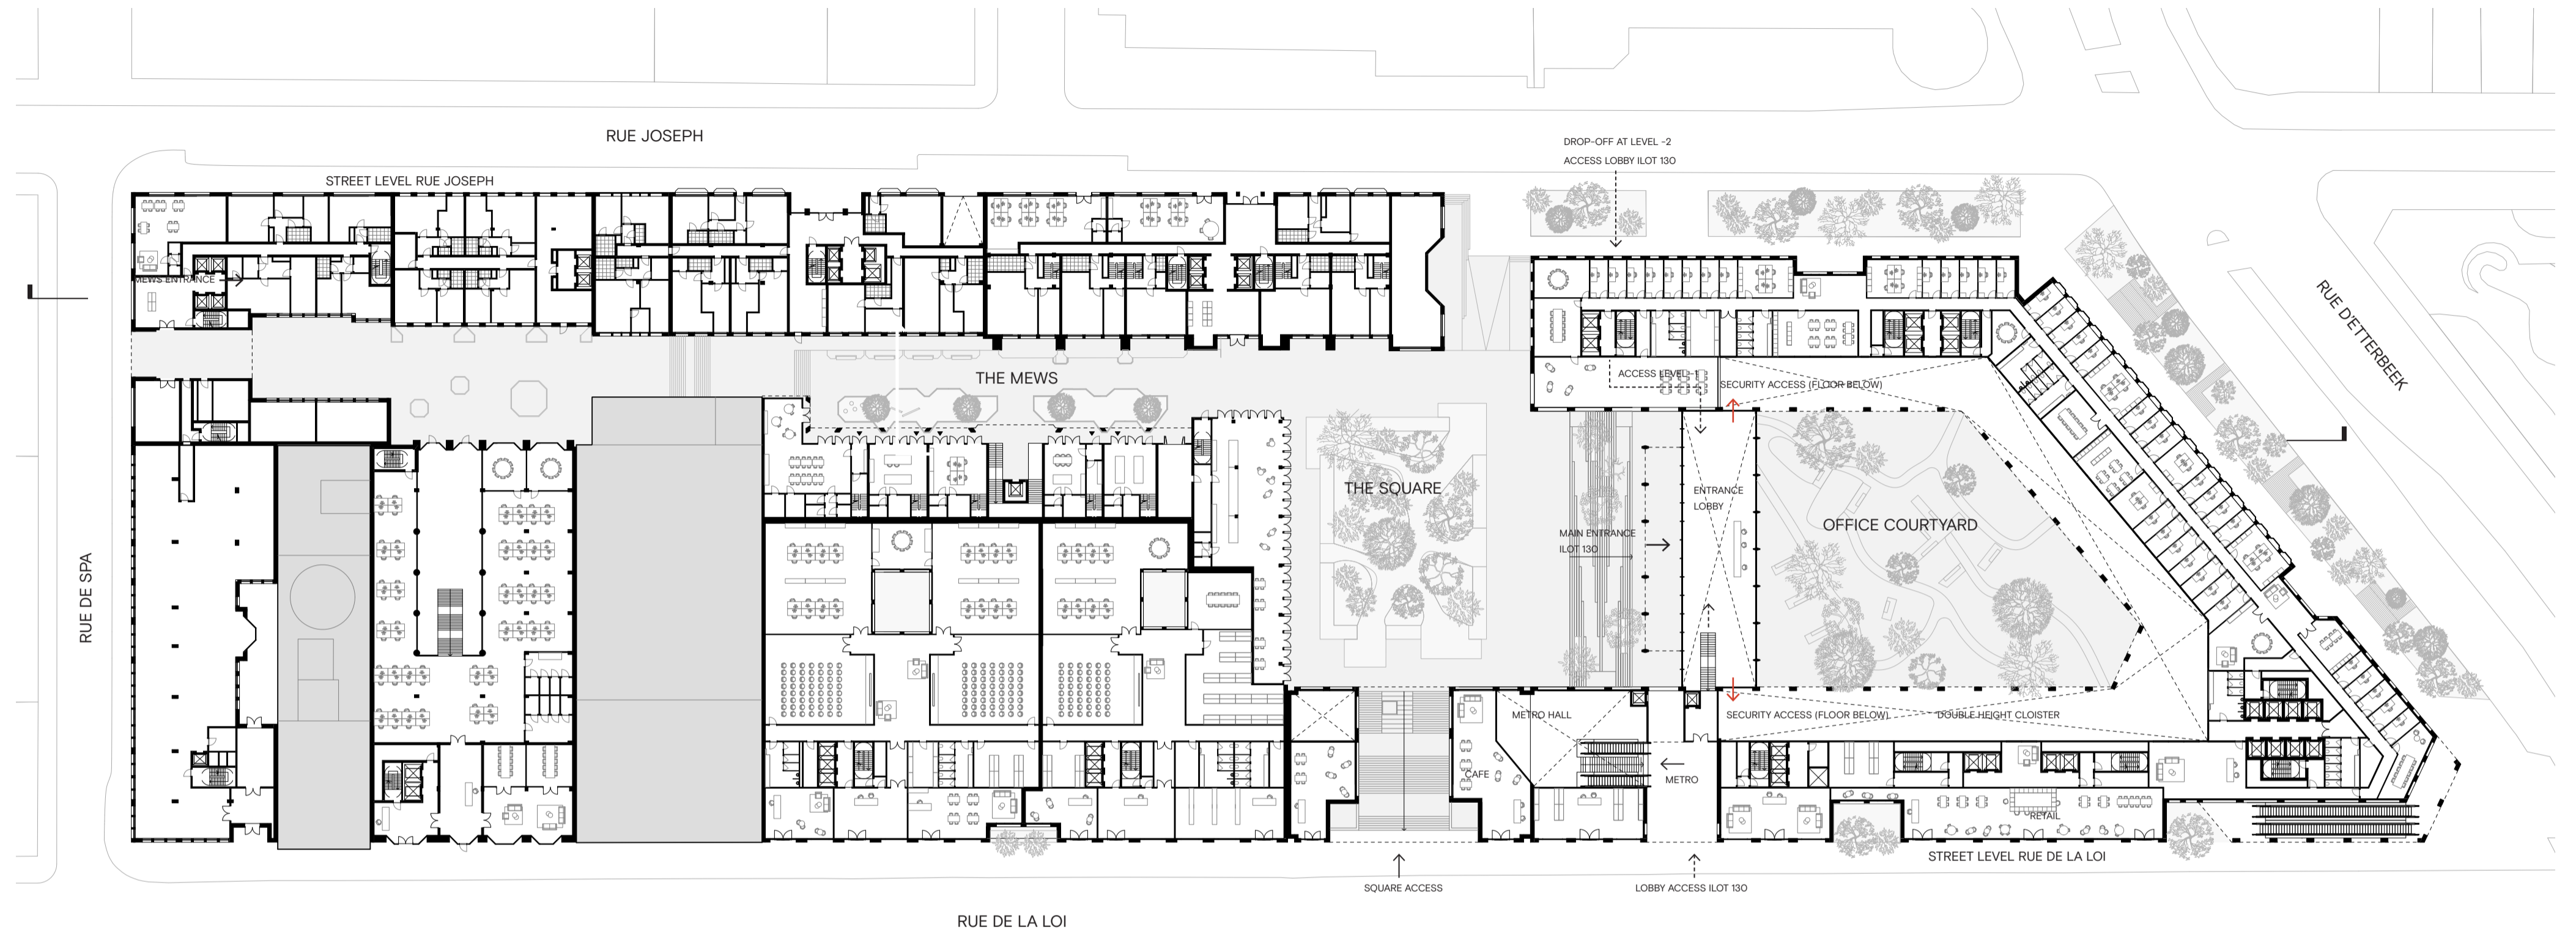 RUE JOSEPH
DROP-OFF AT LEVEL -2
ACCESS LOBBY ILOT 130
STREET LEVEL RUE JOSEPH
MEWS ENTRANCE
RUE D'ETTERBEEK
THE MEWS
ACCESS LEVEL -1
SECURITY ACCESS (FLOOR BELOW)
THE SQUARE
ENTRANCE
LOBBY
OFFICE COURTYARD
MAIN ENTRANCE
ILOT 130
RUE DE SPA
METRO HALL
SECURITY ACCESS (FLOOR BELOW)
DOUBLE HEIGHT CLOISTER
CAFE
METRO
RETAIL
STREET LEVEL RUE DE LA LOI
SQUARE ACCESS
LOBBY ACCESS ILOT 130
RUE DE LA LOI